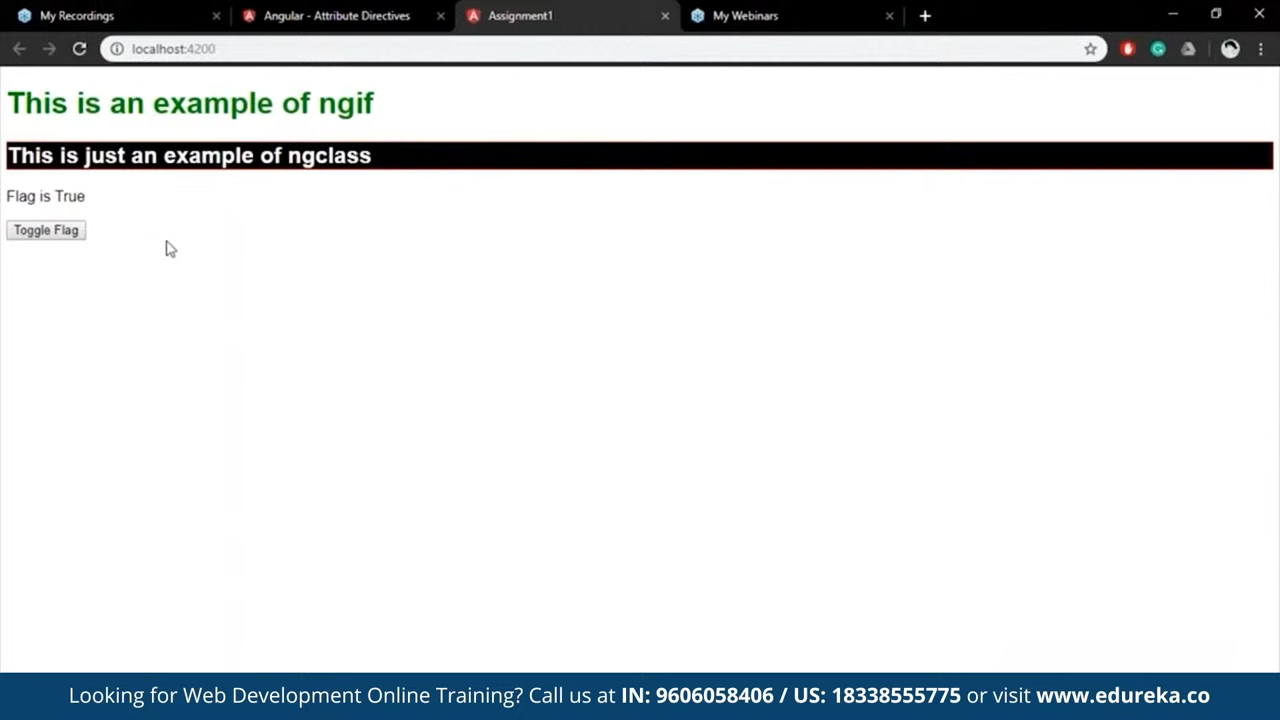 My Recordings
Angular - Attribute Directives
Assignment1
My Webinars
localhost:4200
This is an example of ngif
This is just an example of ngclass
Flag is True
Toggle Flag
Looking for Web Development Online Training? Call us at IN: 9606058406 / US: 18338555775 or visit www.edureka.co